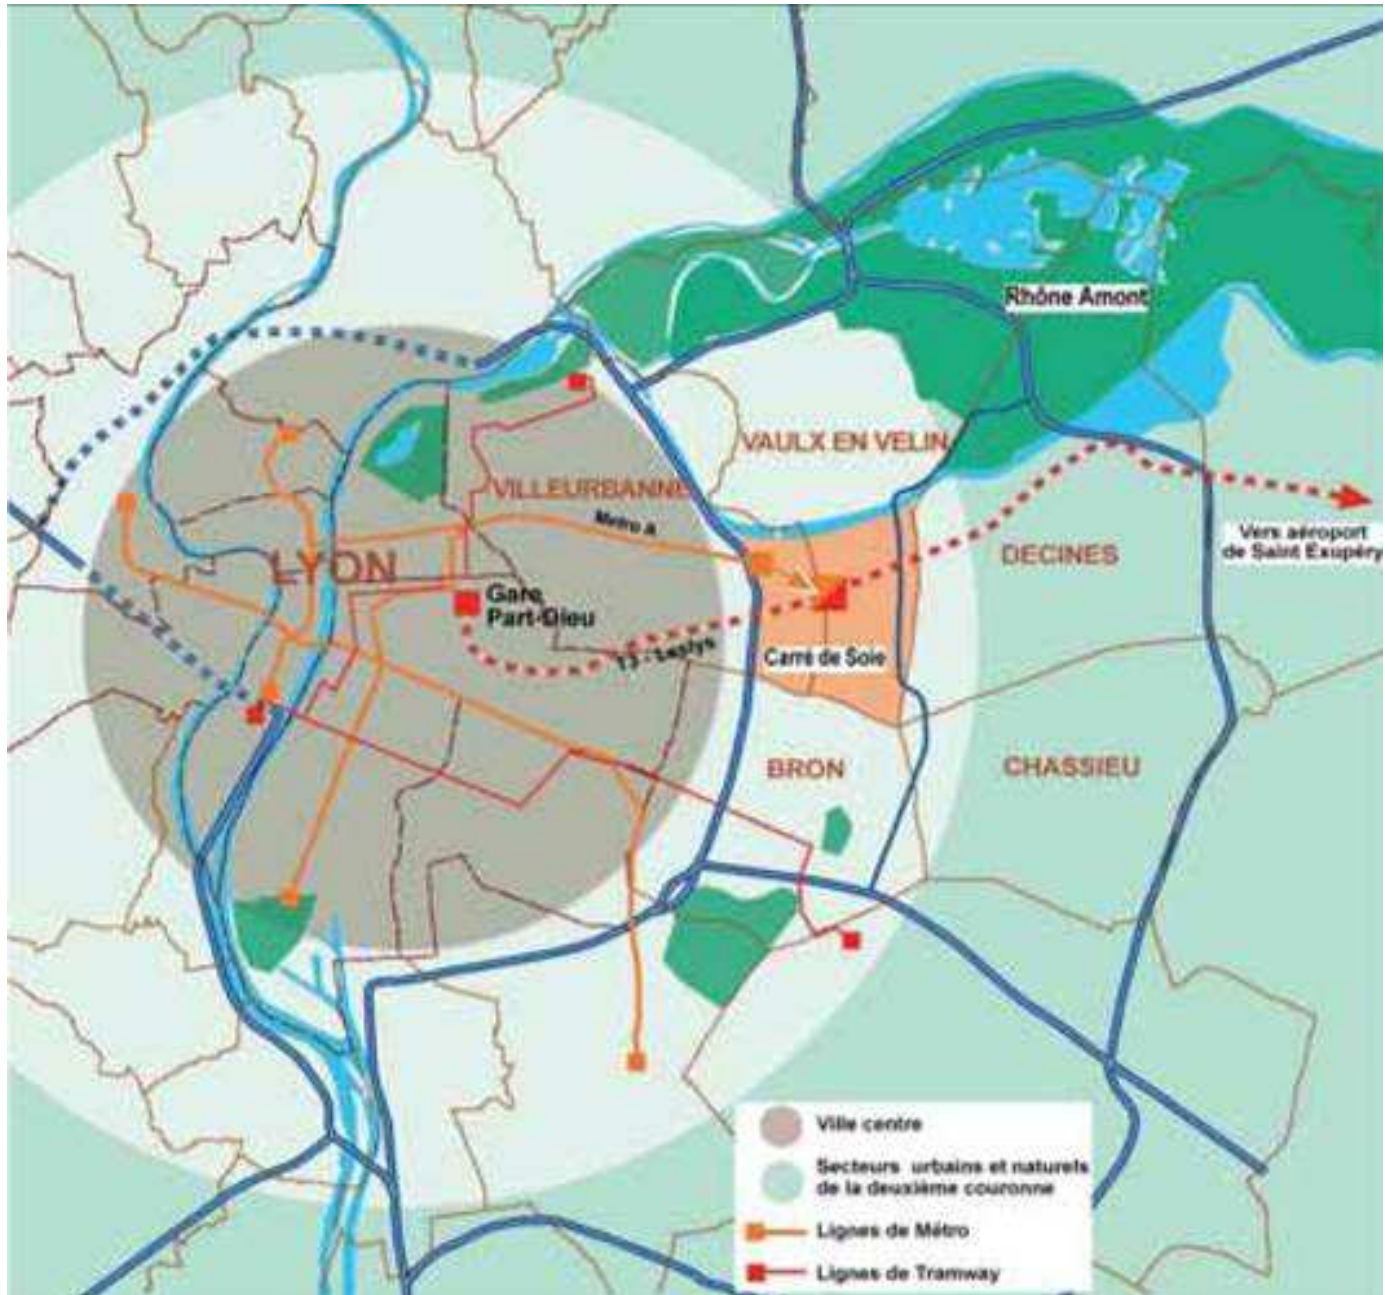 Rhône Amont
VAULX EN VELIN
VILLEURBANNE
Metro A
Vers aéroport
de Saint Exupéry
DECINES
LYON
Gare
Part-Dieu
T3 - Leslys
Carré de Soie
BRON
CHASSIEU
Ville centre
Secteurs urbains et naturels
de la deuxième couronne
Lignes de Métro
Lignes de Tramway